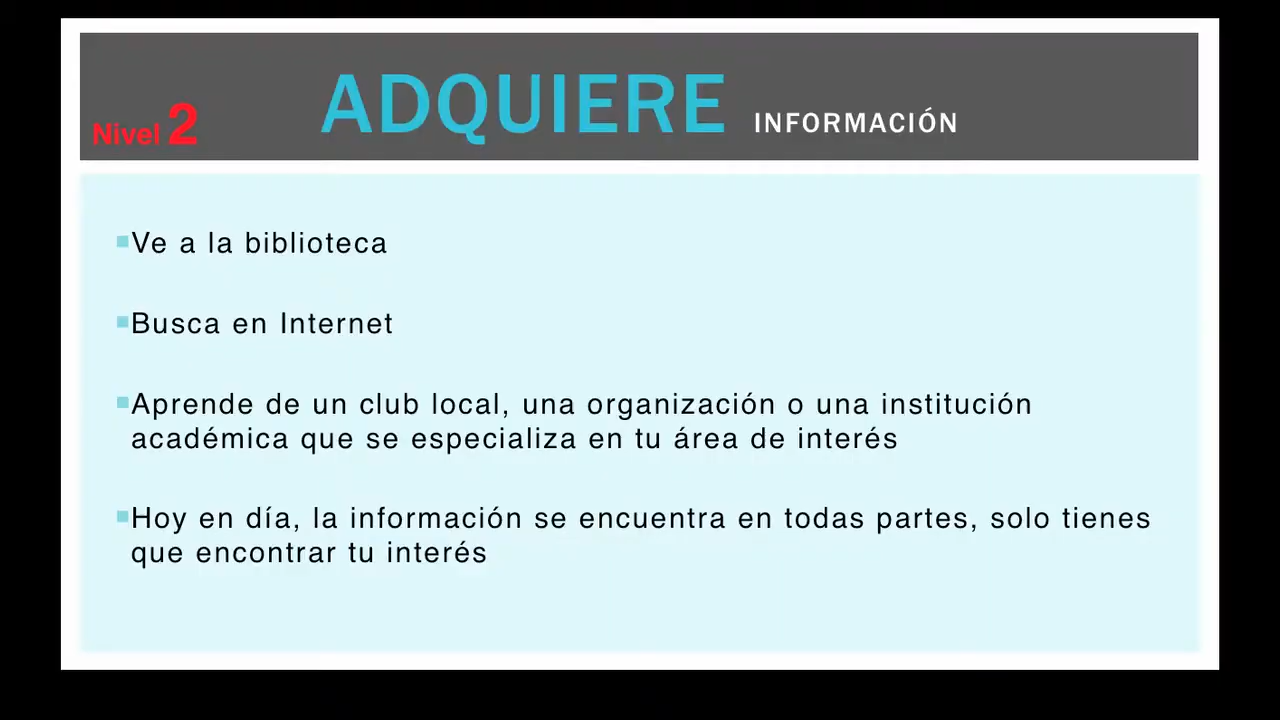 Nivel 2 ADQUIERE INFORMACIÓN
Ve a la biblioteca
Busca en Internet
Aprende de un club local, una organización o una institución
académica que se especializa en tu área de interés
Hoy en día, la información se encuentra en todas partes, solo tienes
que encontrar tu interés